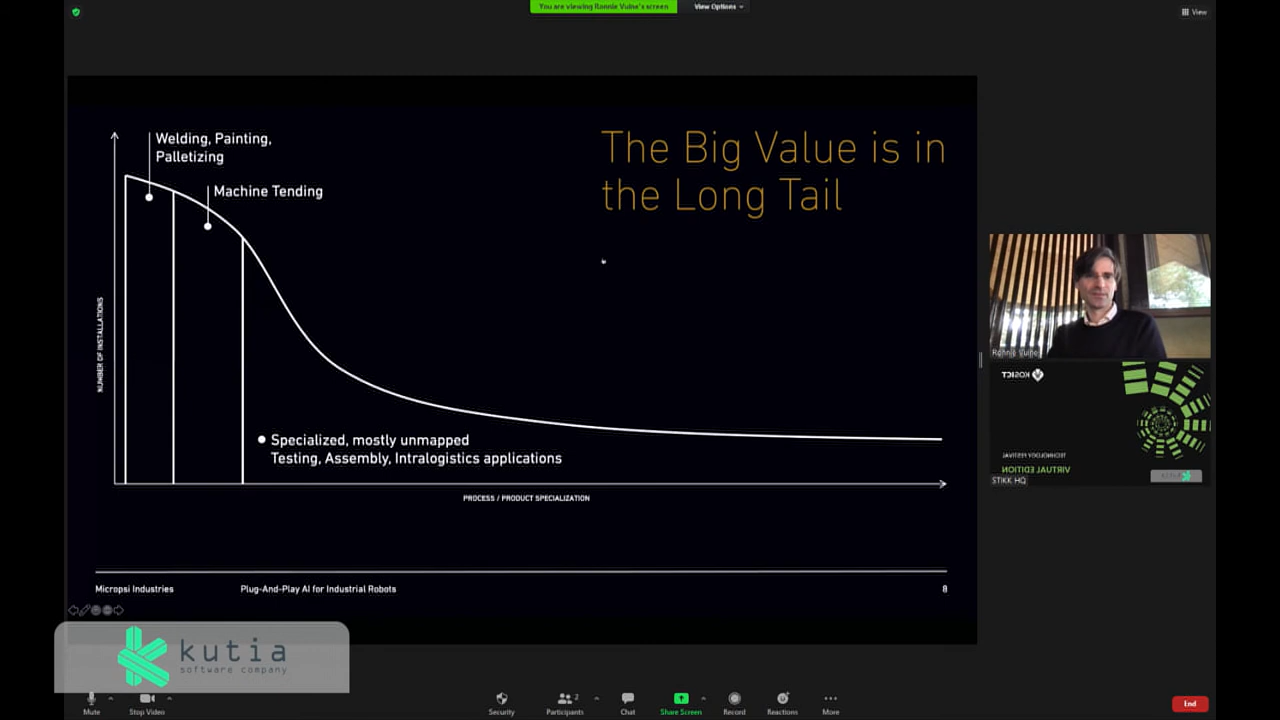 You are viewing Ronnie Vuine's screen
View Options
View
Welding, Painting,
Palletizing
Machine Tending
The Big Value is in
the Long Tail
NUMBER OF INSTALLATIONS
Specialized, mostly unmapped
Testing, Assembly, Intralogistics applications
PROCESS / PRODUCT SPECIALIZATION
Micropsi Industries
Plug-And-Play AI for Industrial Robots
8
Ronnie Vuine
KOSICT
TECHNOLOGY FESTIVAL
VIRTUAL EDITION
STIKK HQ
kutia
software company
Mute
Stop Video
Security
Participants
2
Chat
Share Screen
Record
Reactions
More
End